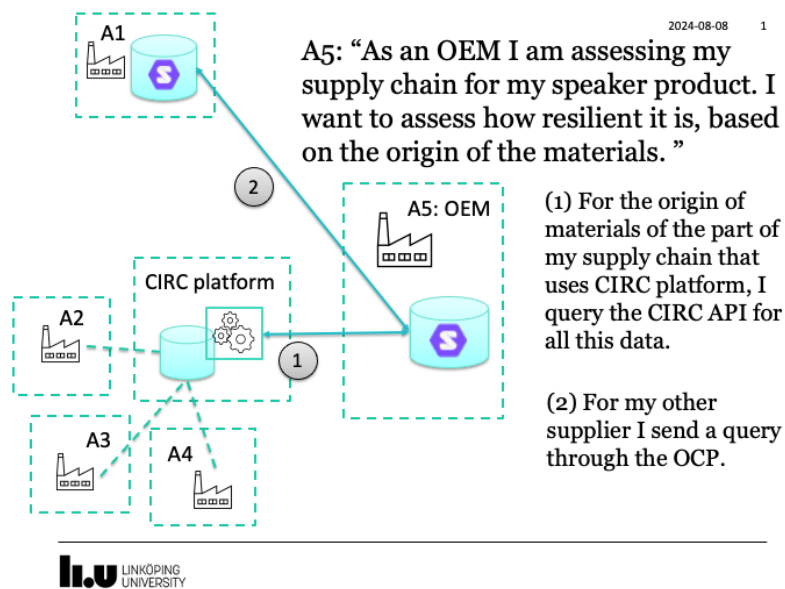 2024-08-08 1
A5: “As an OEM I am assessing my
supply chain for my speaker product. I
want to assess how resilient it is, based
on the origin of the materials. ”
A1
S
2
A5: OEM
S
(1) For the origin of
materials of the part of
my supply chain that
uses CIRC platform, I
query the CIRC API for
all this data.
CIRC platform
1
A2
A3
A4
(2) For my other
supplier I send a query
through the OCP.
LINKÖPING
UNIVERSITY